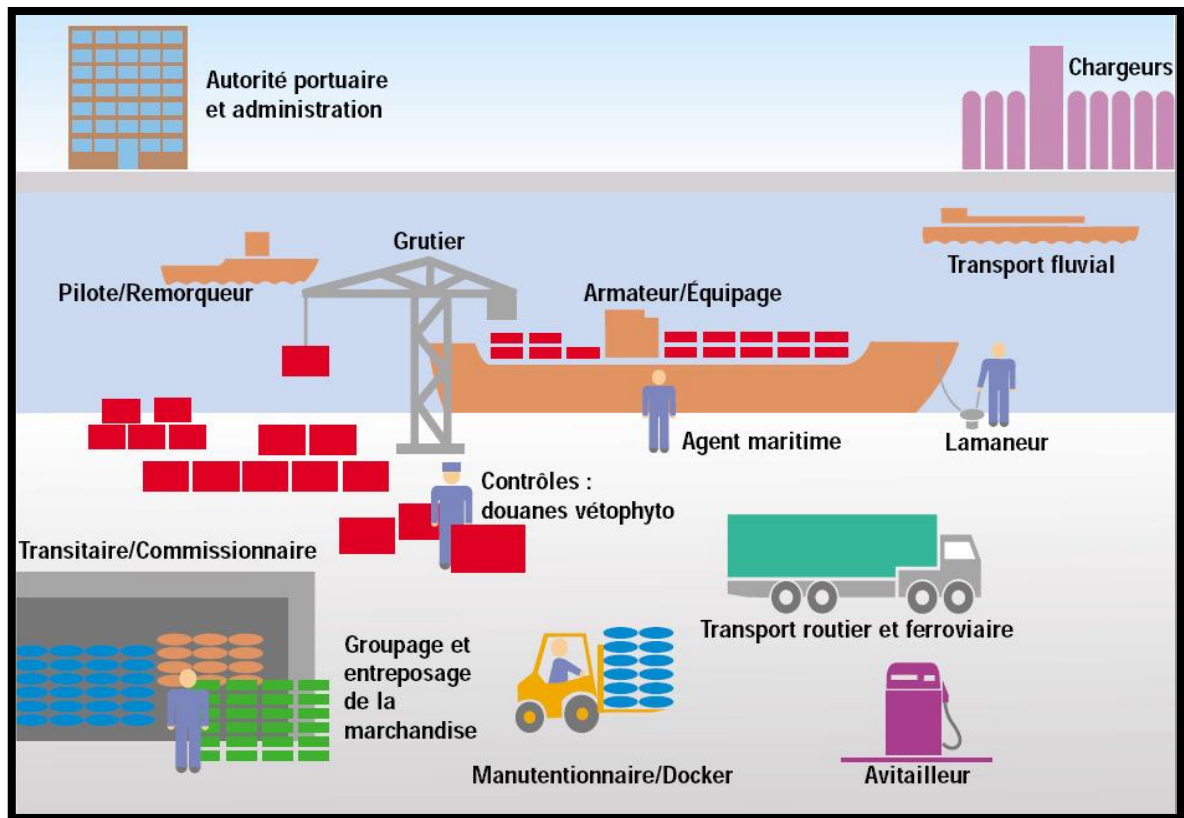 Autorité portuaire
et administration
Chargeurs
Grutier
Pilote/Remorqueur
Armateur/Équipage
Transport fluvial
Agent maritime
Lamaneur
Contrôles :
douanes vétophyto
Transitaire/Commissionnaire
Groupage et
entreposage
de la
marchandise
Transport routier et ferroviaire
Manutentionnaire/Docker
Avitailleur